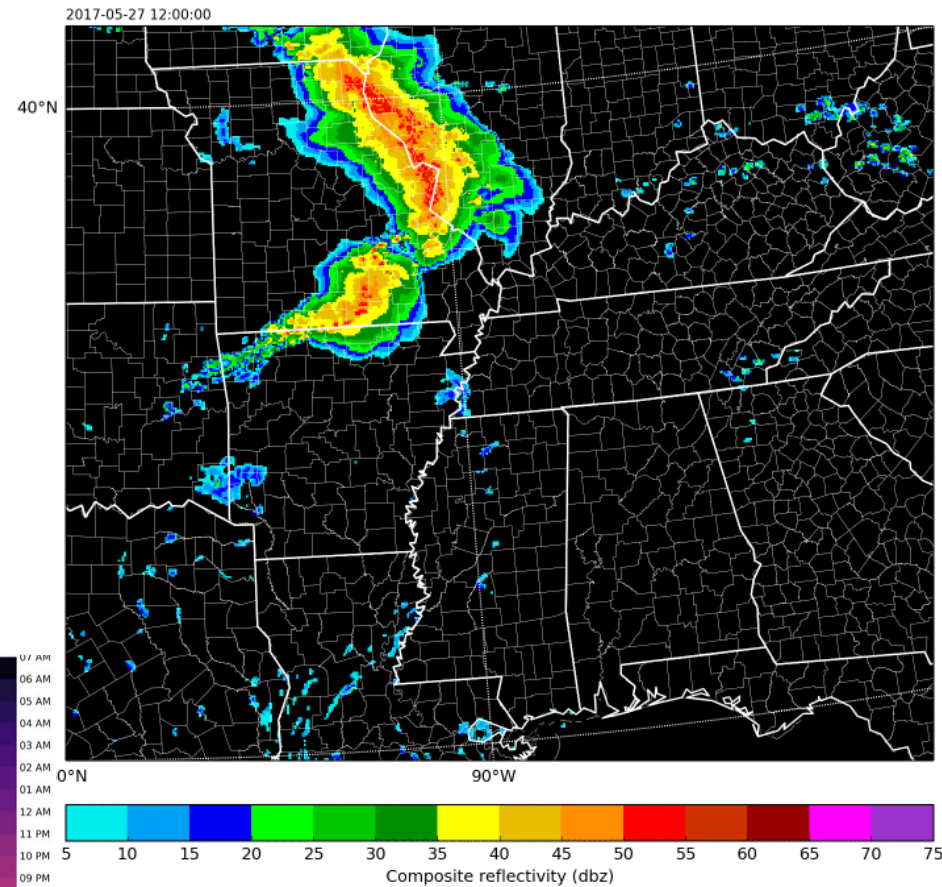 2017-05-27 12:00:00
40°N
07 AM
06 AM
05 AM
04 AM
03 AM
02 AM
01 AM
12 AM
11 PM
10 PM
09 PM
0°N
90°W
5 10 15 20 25 30 35 40 45 50 55 60 65 70 75
Composite reflectivity (dbz)